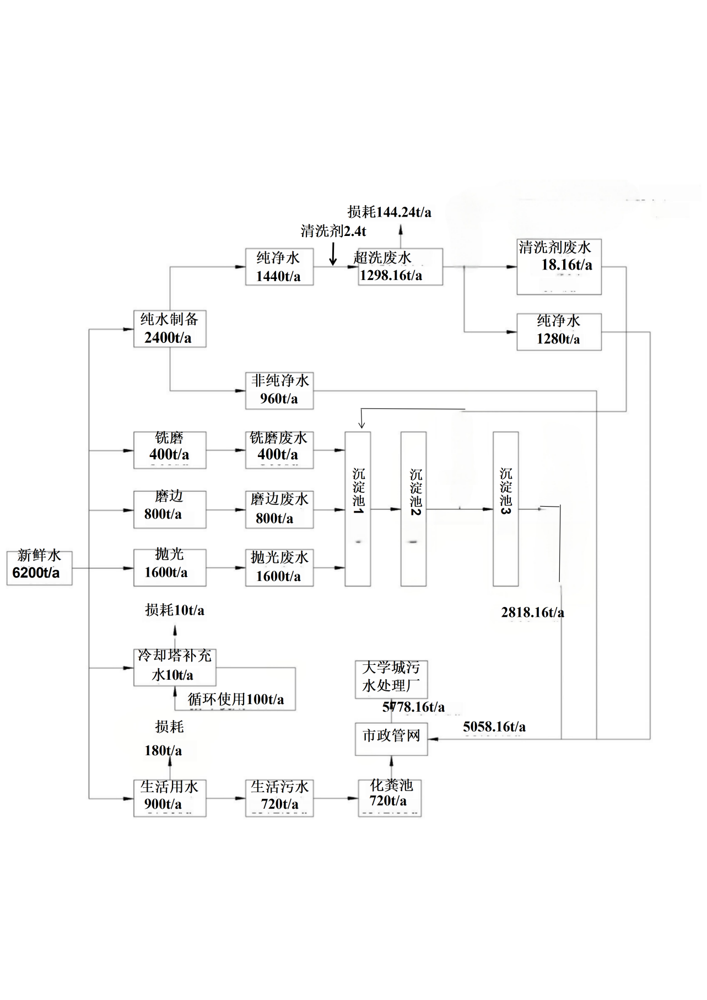 损耗144.24t/a
清洗剂2.4t
纯净水
1440t/a
超洗废水
1298.16t/a
清洗剂废水
18.16t/a
纯净水
1280t/a
纯水制备
2400t/a
非纯净水
960t/a
铣磨
400t/a
铣磨废水
400t/a
磨边
800t/a
磨边废水
800t/a
新鲜水
6200t/a
抛光
1600t/a
抛光废水
1600t/a
沉淀池1
沉淀池2
沉淀池3
损耗10t/a
2818.16t/a
冷却塔补充
水10t/a
循环使用100t/a
大学城污
水处理厂
5778.16t/a
市政管网
5058.16t/a
损耗
180t/a
生活用水
900t/a
生活污水
720t/a
化粪池
720t/a